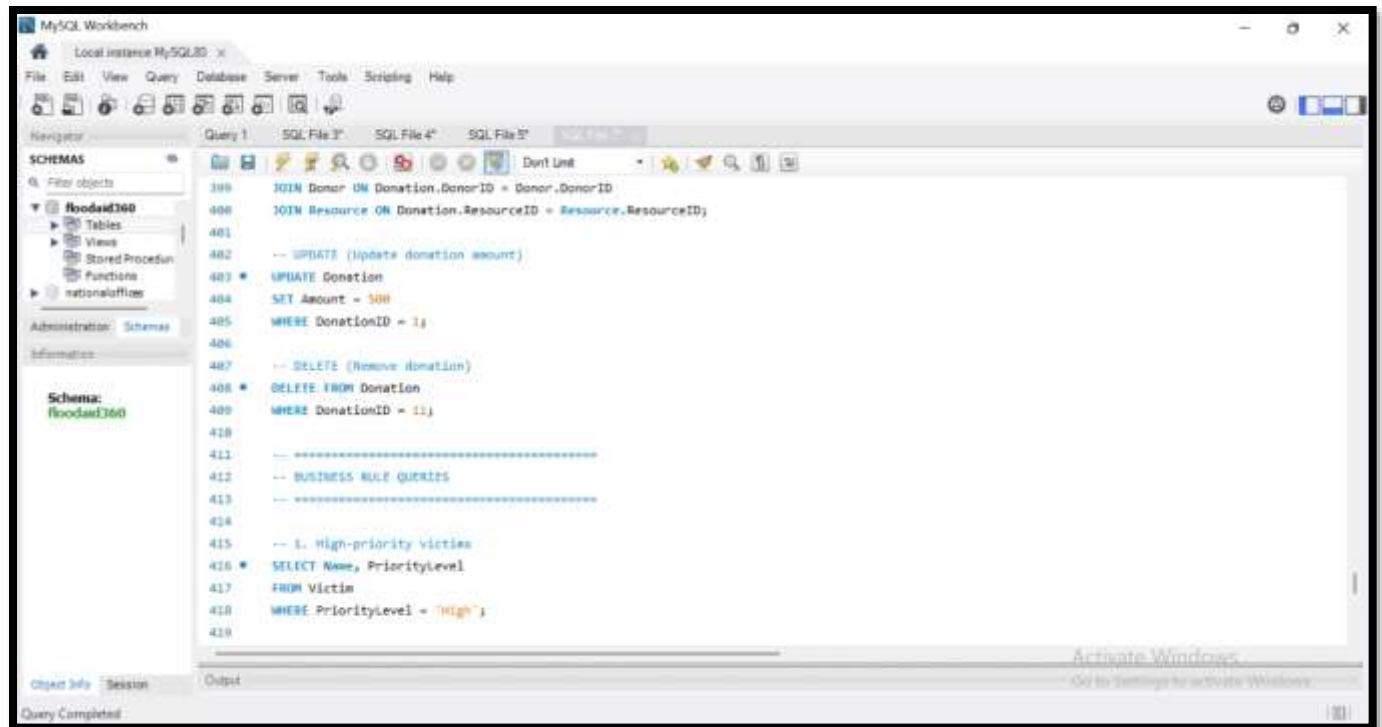 MySQL Workbench
Local instance MySQL80 ×
File Edit View Query Database Server Tools Scripting Help
Navigator
Query 1 SQL File 3* SQL File 4* SQL File 5*
SCHEMAS
Filter objects
Don't Limit
floodaid360
Tables
Views
Stored Procedur
Functions
nationaloffices
Administration Schemas
Information
Schema:
floodaid360
399 JOIN Donor ON Donation.DonorID = Donor.DonorID
400 JOIN Resource ON Donation.ResourceID = Resource.ResourceID;
401
402 -- UPDATE (Update donation amount)
403 UPDATE Donation
404 SET Amount = 500
405 WHERE DonationID = 1;
406
407 -- DELETE (Remove donation)
408 DELETE FROM Donation
409 WHERE DonationID = 11;
410
411 -- ==========================================
412 -- BUSINESS RULE QUERIES
413 -- ==========================================
414
415 -- 1. High-priority victims
416 SELECT Name, PriorityLevel
417 FROM Victim
418 WHERE PriorityLevel = 'High';
419
Object Info Session
Output
Activate Windows
Go to Settings to activate Windows.
Query Completed